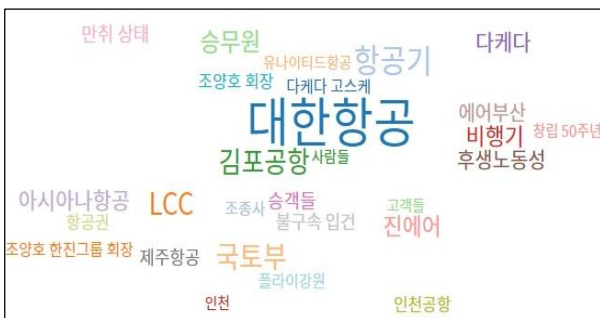 만취 상태
승무원
다케다
유나이티드항공
항공기
조양호 회장
다케다 고스케
대한항공
에어부산
비행기
창립 50주년
김포공항
사람들
후생노동성
아시아나항공
LCC
조종사
승객들
고객들
항공권
불구속 입건
진에어
조양호 한진그룹 회장
제주항공
국토부
플라이강원
인천
인천공항